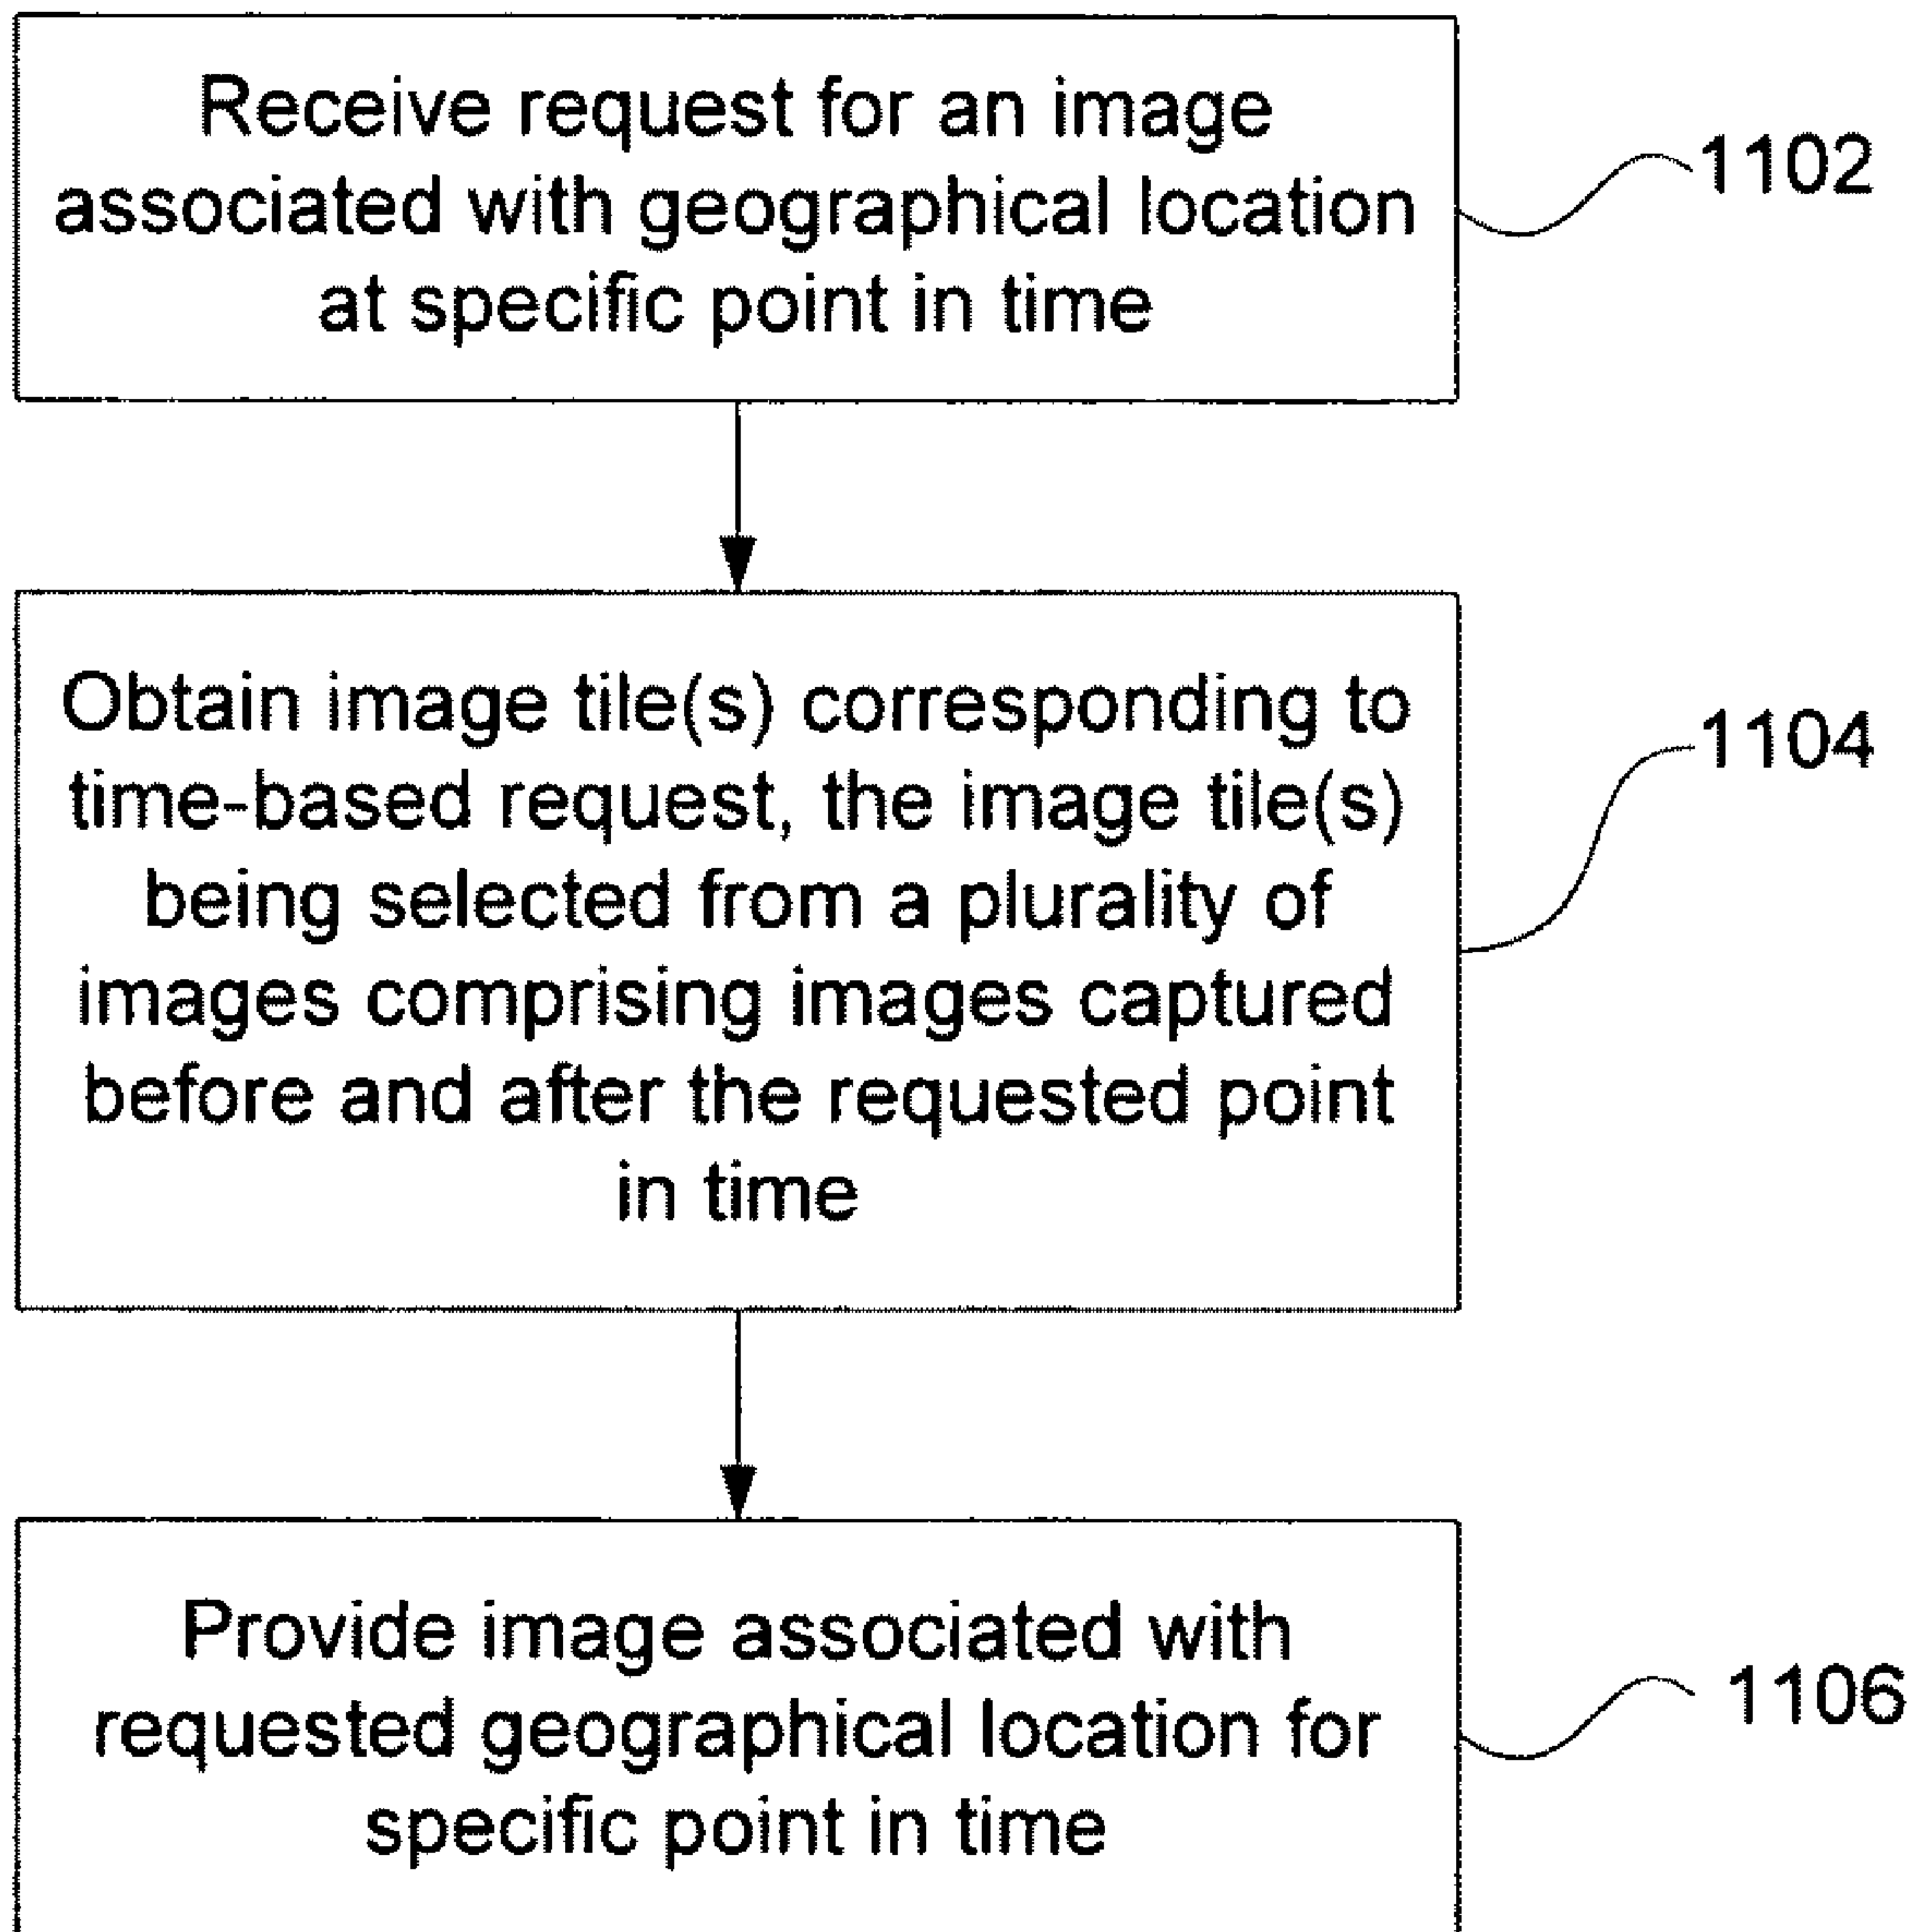 Receive request for an image
associated with geographical location
at specific point in time
1102
Obtain image tile(s) corresponding to
time-based request, the image tile(s)
being selected from a plurality of
images comprising images captured
before and after the requested point
in time
1104
Provide image associated with
requested geographical location for
specific point in time
1106